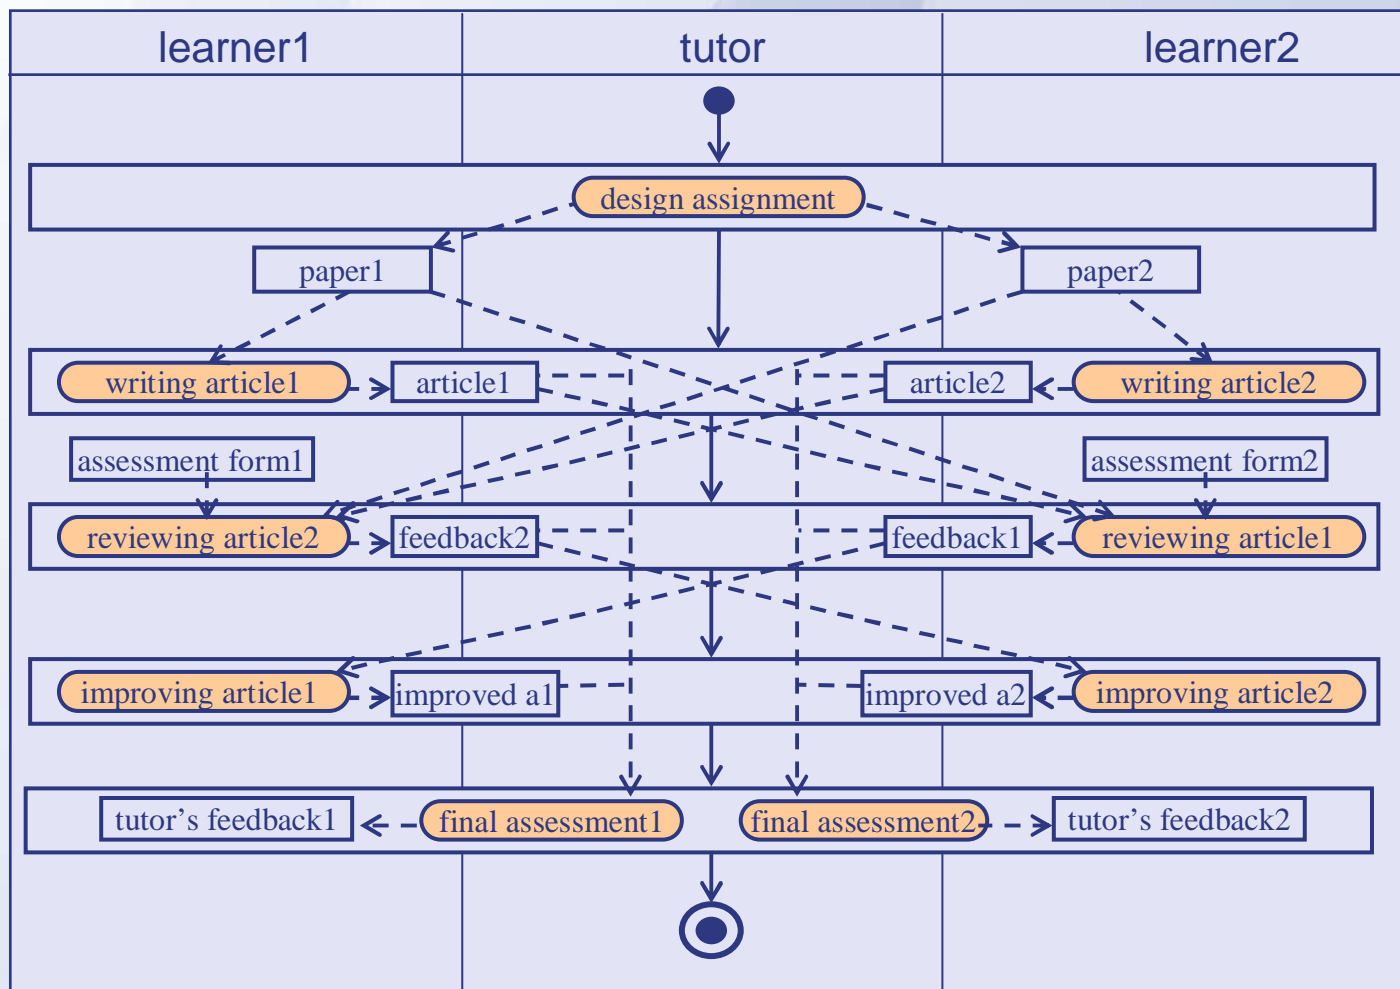 learner1
tutor
learner2
design assignment
paper1
paper2
writing article1
article1
article2
writing article2
assessment form1
assessment form2
reviewing article2
feedback2
feedback1
reviewing article1
improving article1
improved a1
improved a2
improving article2
tutor's feedback1
final assessment1
final assessment2
tutor's feedback2